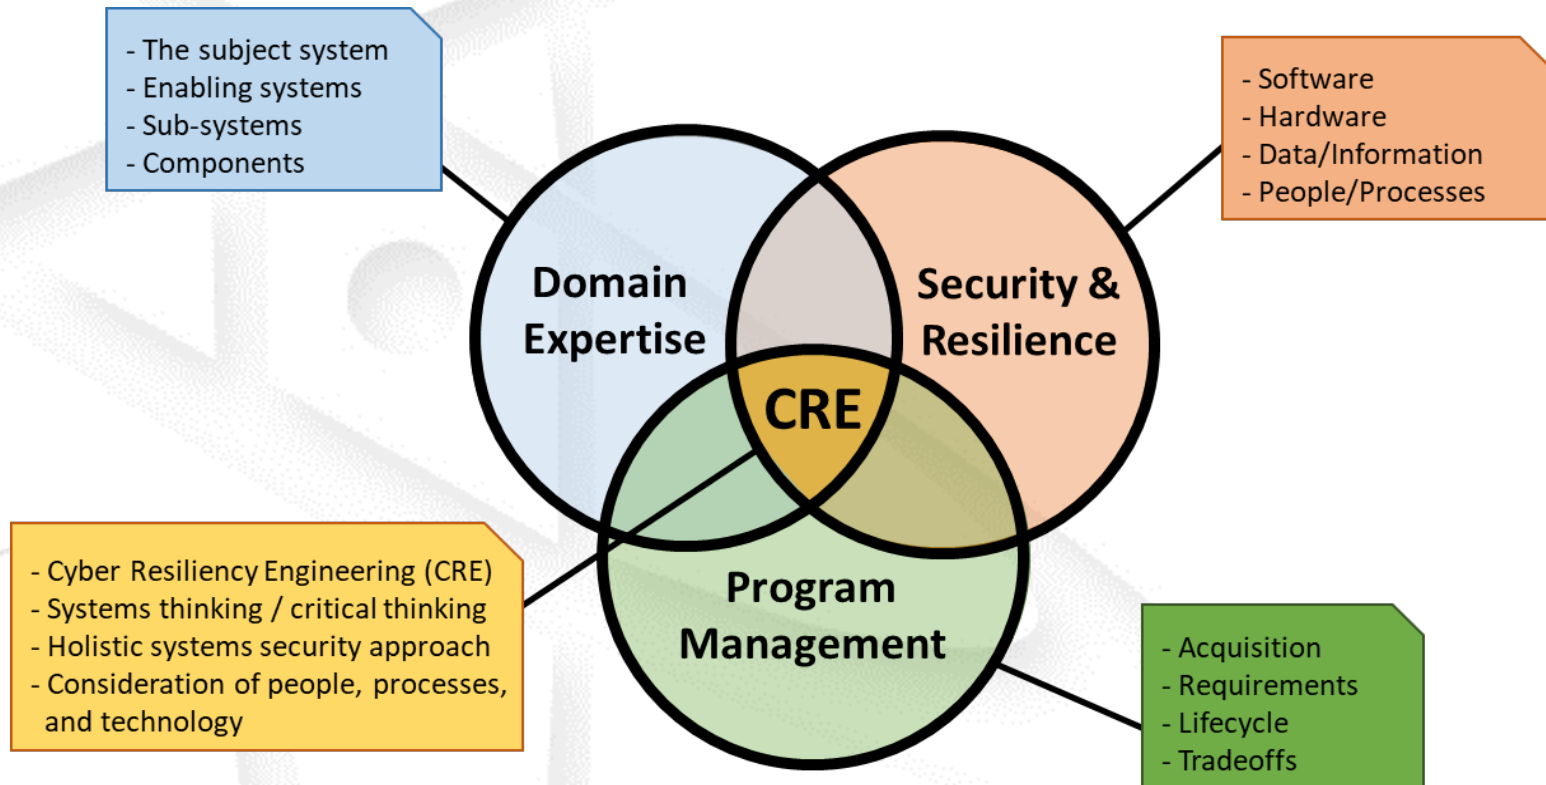 - The subject system
- Enabling systems
- Sub-systems
- Components
- Software
- Hardware
- Data/Information
- People/Processes
Domain
Expertise
Security &
Resilience
CRE
Program
Management
- Cyber Resiliency Engineering (CRE)
- Systems thinking / critical thinking
- Holistic systems security approach
- Consideration of people, processes,
and technology
- Acquisition
- Requirements
- Lifecycle
- Tradeoffs